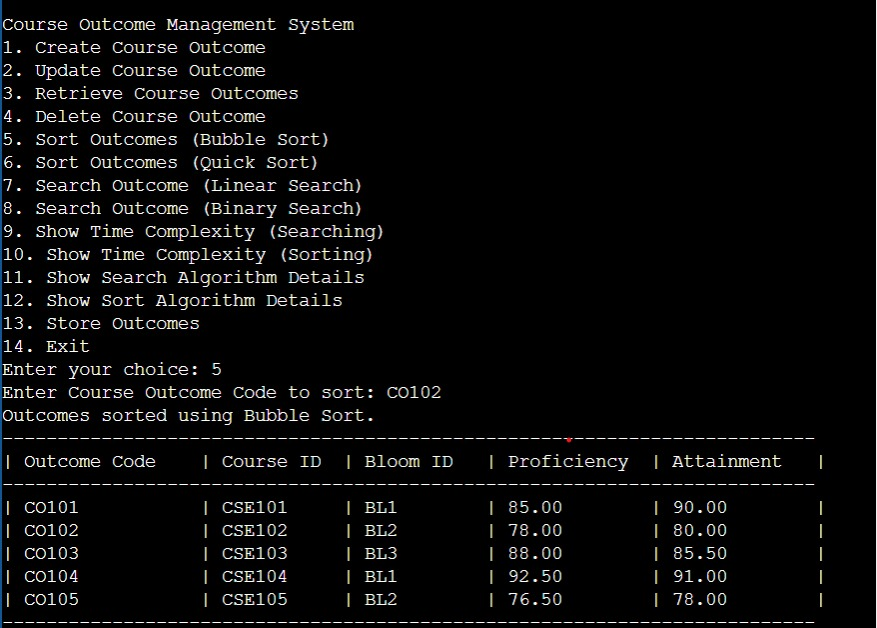 Course Outcome Management System
1. Create Course Outcome
2. Update Course Outcome
3. Retrieve Course Outcomes
4. Delete Course Outcome
5. Sort Outcomes (Bubble Sort)
6. Sort Outcomes (Quick Sort)
7. Search Outcome (Linear Search)
8. Search Outcome (Binary Search)
9. Show Time Complexity (Searching)
10. Show Time Complexity (Sorting)
11. Show Search Algorithm Details
12. Show Sort Algorithm Details
13. Store Outcomes
14. Exit
Enter your choice: 5
Enter Course Outcome Code to sort: CO102
Outcomes sorted using Bubble Sort.
--------------------------------------------------------------------------
| Outcome Code    | Course ID  | Bloom ID   | Proficiency  | Attainment   |
--------------------------------------------------------------------------
| CO101           | CSE101     | BL1        | 85.00        | 90.00        |
| CO102           | CSE102     | BL2        | 78.00        | 80.00        |
| CO103           | CSE103     | BL3        | 88.00        | 85.50        |
| CO104           | CSE104     | BL1        | 92.50        | 91.00        |
| CO105           | CSE105     | BL2        | 76.50        | 78.00        |
--------------------------------------------------------------------------